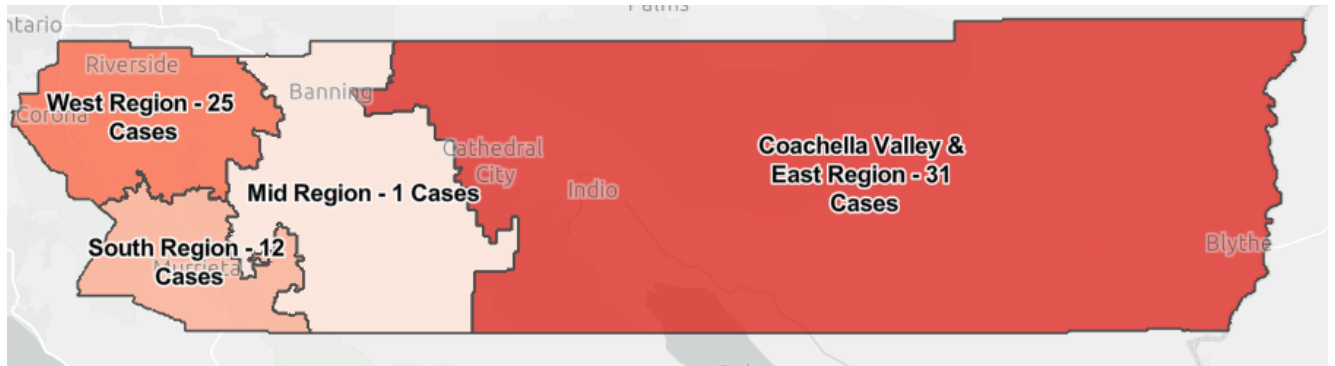 ntario
Palms
Riverside
West Region - 25
Cases
Corona
Banning
Cathedral
City
Indio
Coachella Valley &
East Region - 31
Cases
Mid Region - 1 Cases
South Region - 12
Cases
Murrieta
Blythe